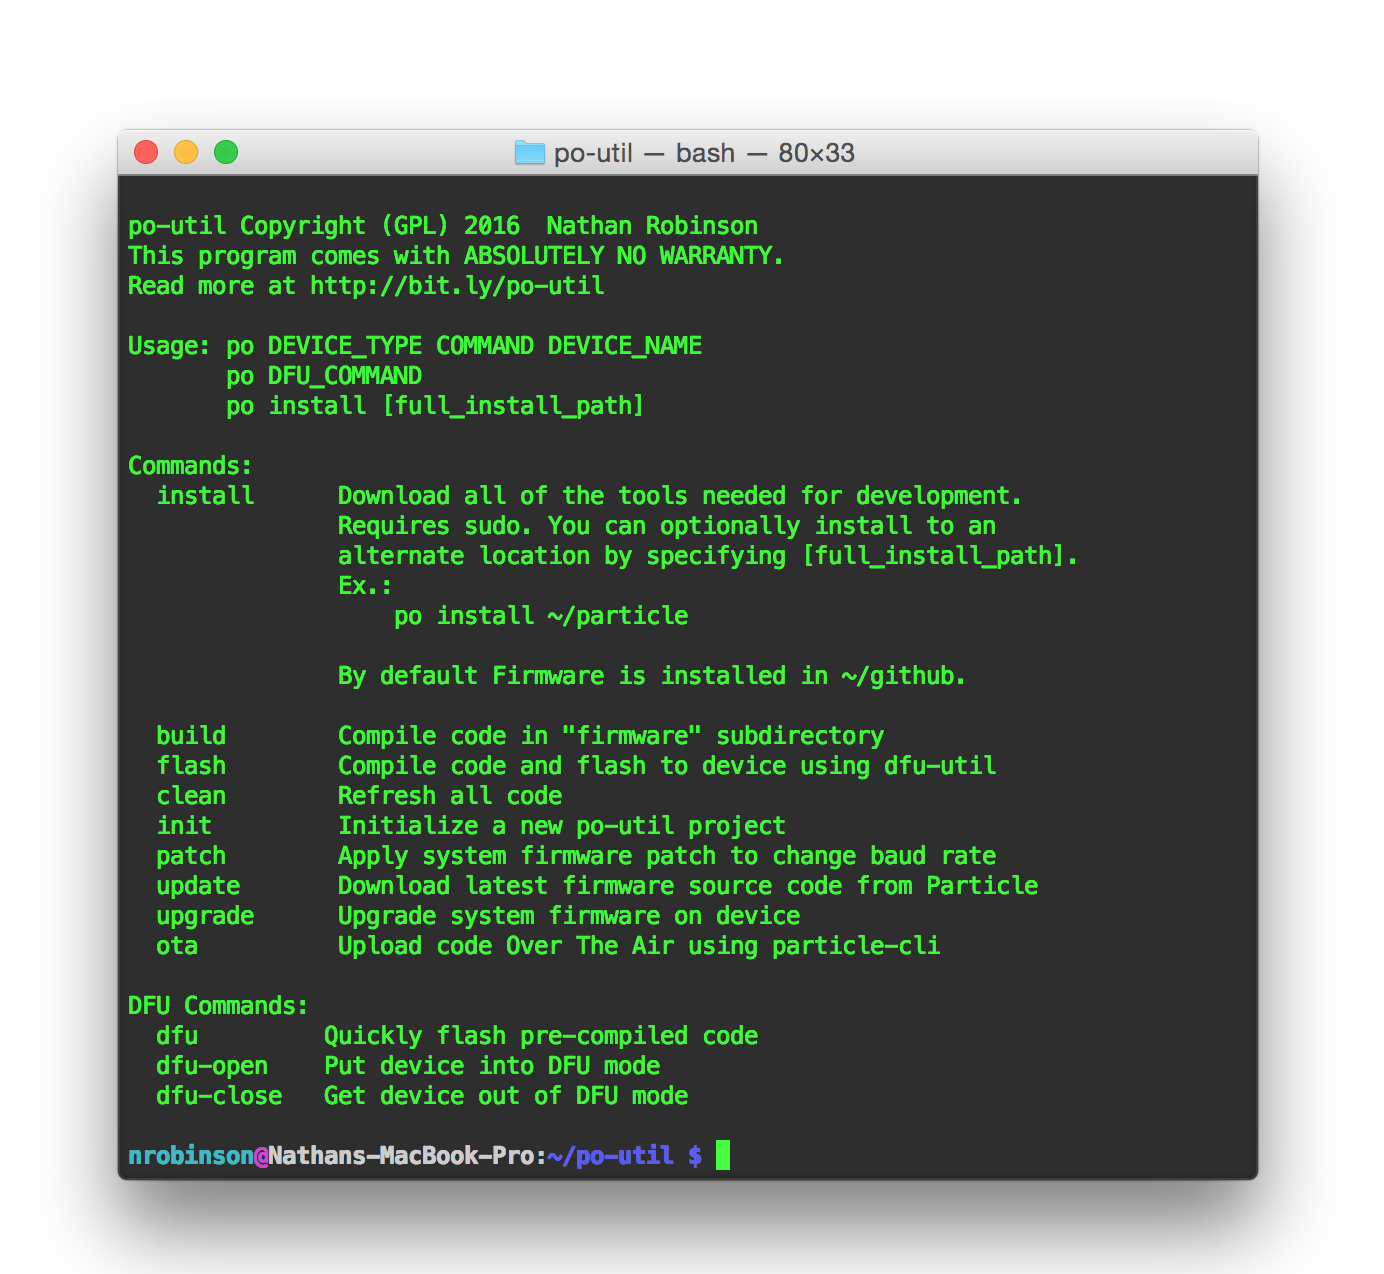 po-util — bash — 80×33
po-util Copyright (GPL) 2016  Nathan Robinson
This program comes with ABSOLUTELY NO WARRANTY.
Read more at http://bit.ly/po-util
Usage: po DEVICE_TYPE COMMAND DEVICE_NAME
       po DFU_COMMAND
       po install [full_install_path]
Commands:
  install      Download all of the tools needed for development.
               Requires sudo. You can optionally install to an
               alternate location by specifying [full_install_path].
               Ex.:
                   po install ~/particle
               By default Firmware is installed in ~/github.
  build        Compile code in "firmware" subdirectory
  flash        Compile code and flash to device using dfu-util
  clean        Refresh all code
  init         Initialize a new po-util project
  patch        Apply system firmware patch to change baud rate
  update       Download latest firmware source code from Particle
  upgrade      Upgrade system firmware on device
  ota          Upload code Over The Air using particle-cli
DFU Commands:
  dfu         Quickly flash pre-compiled code
  dfu-open    Put device into DFU mode
  dfu-close   Get device out of DFU mode
nrobinson@Nathans-MacBook-Pro:~/po-util $